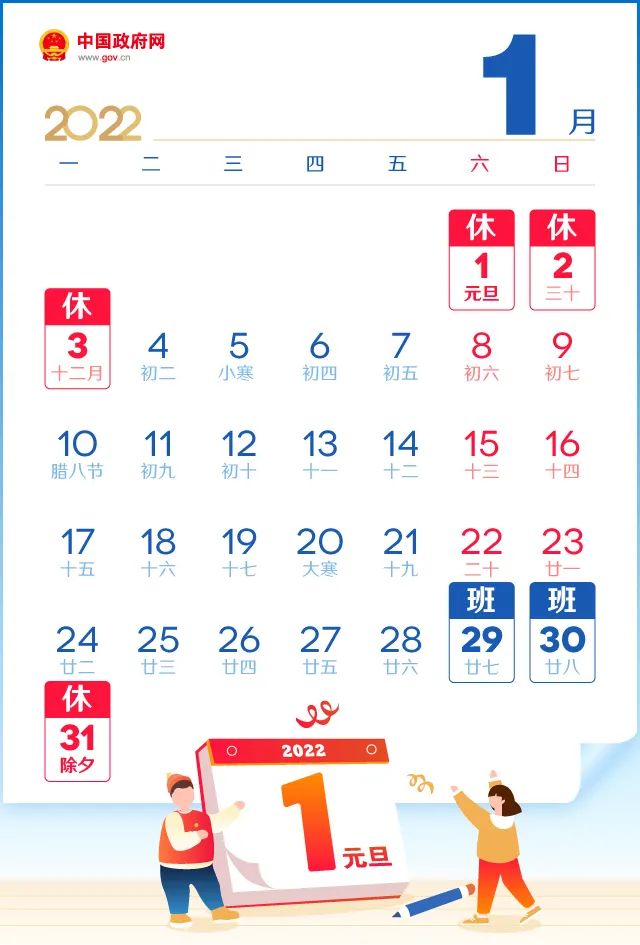 中国政府网
www.gov.cn
1月
2022
一 二 三 四 五 六 日
休 休
1 2
元旦 三十
休
3 4 5 6 7 8 9
十二月 初二 小寒 初四 初五 初六 初七
10 11 12 13 14 15 16
腊八节 初九 初十 十一 十二 十三 十四
17 18 19 20 21 22 23
十五 十六 十七 大寒 十九 二十 廿一
班 班
24 25 26 27 28 29 30
廿二 廿三 廿四 廿五 廿六 廿七 廿八
休
31
除夕
2022
1 元旦